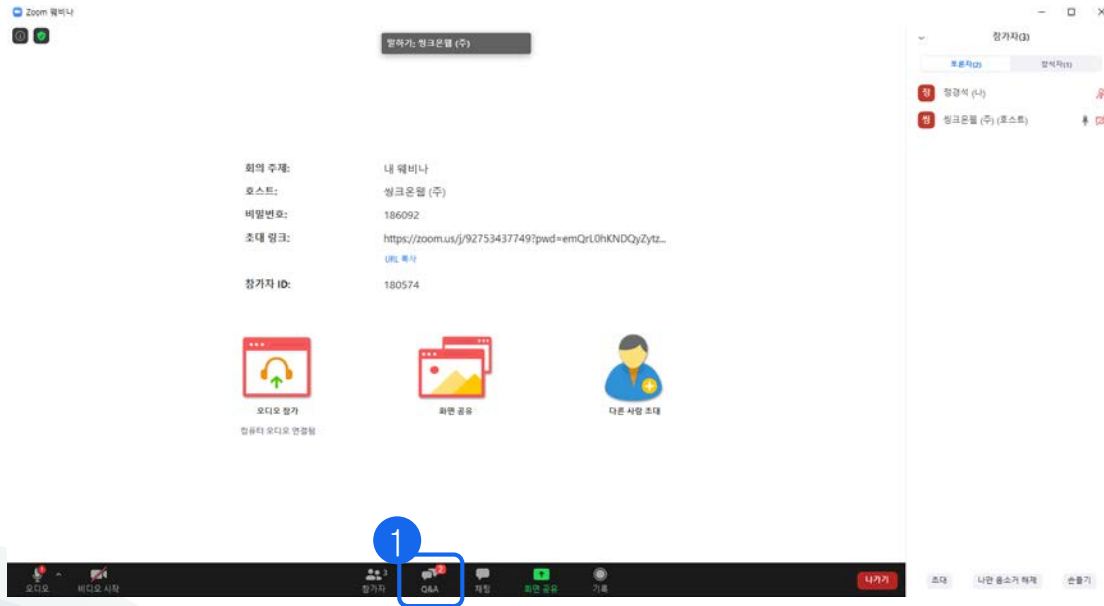 Zoom 웨비나
말하기: 씽크온웹 (주)
회의 주제: 내 웨비나
호스트: 씽크온웹 (주)
비밀번호: 186092
초대 링크: https://zoom.us/j/92753437749?pwd=emQrL0hKNDQyZytz...
URL 복사
참가자 ID: 180574
오디오 참가
컴퓨터 오디오 연결됨
화면 공유
다른 사람 초대
참가자(3)
토론자(2) 참석자(1)
정 정경석 (나)
씽 씽크온웹 (주) (호스트)
1
오디오 비디오 시작 참가자 3 Q&A 2 채팅 화면 공유 기록 나가기
초대 나만 음소거 해제 손들기